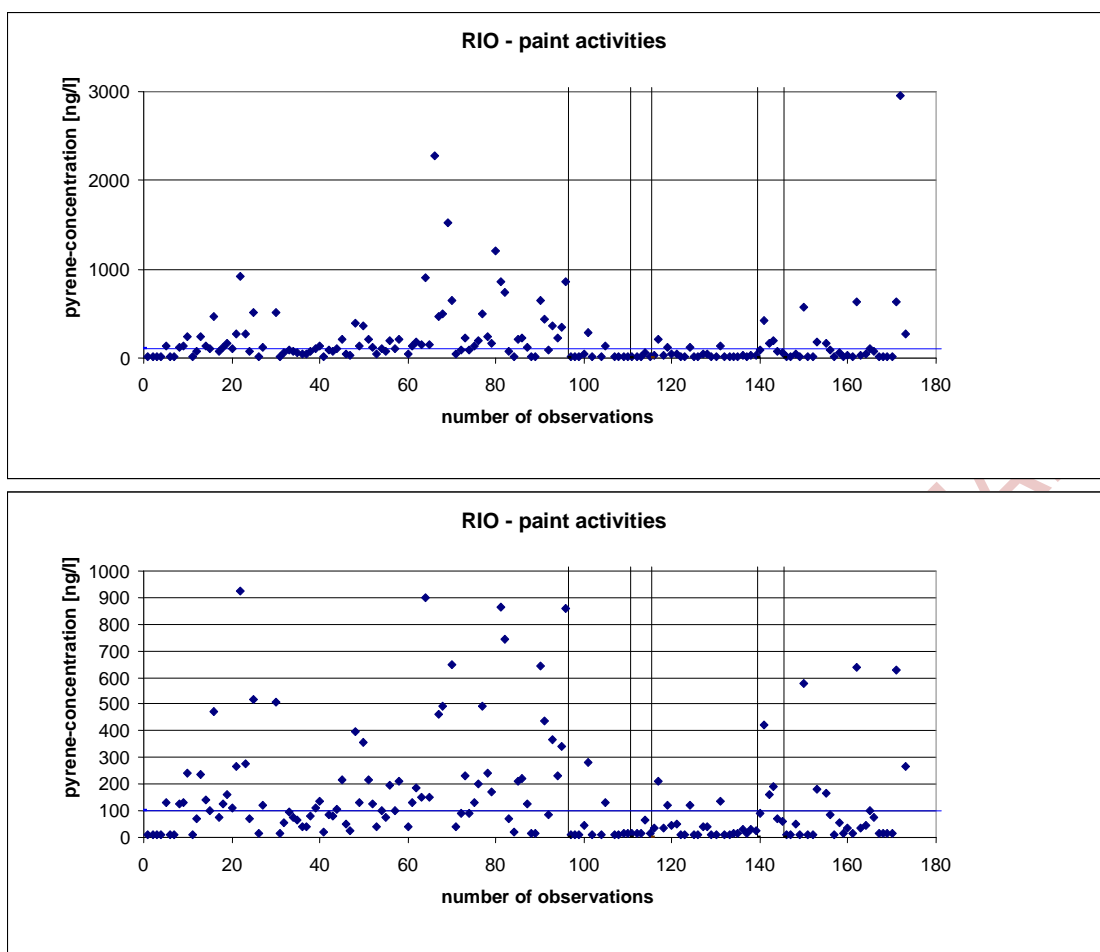 RIO - paint activities
pyrene-concentration [ng/l]
3000
2000
1000
0
0 20 40 60 80 100 120 140 160 180
number of observations
RIO - paint activities
pyrene-concentration [ng/l]
1000
900
800
700
600
500
400
300
200
100
0
0 20 40 60 80 100 120 140 160 180
number of observations